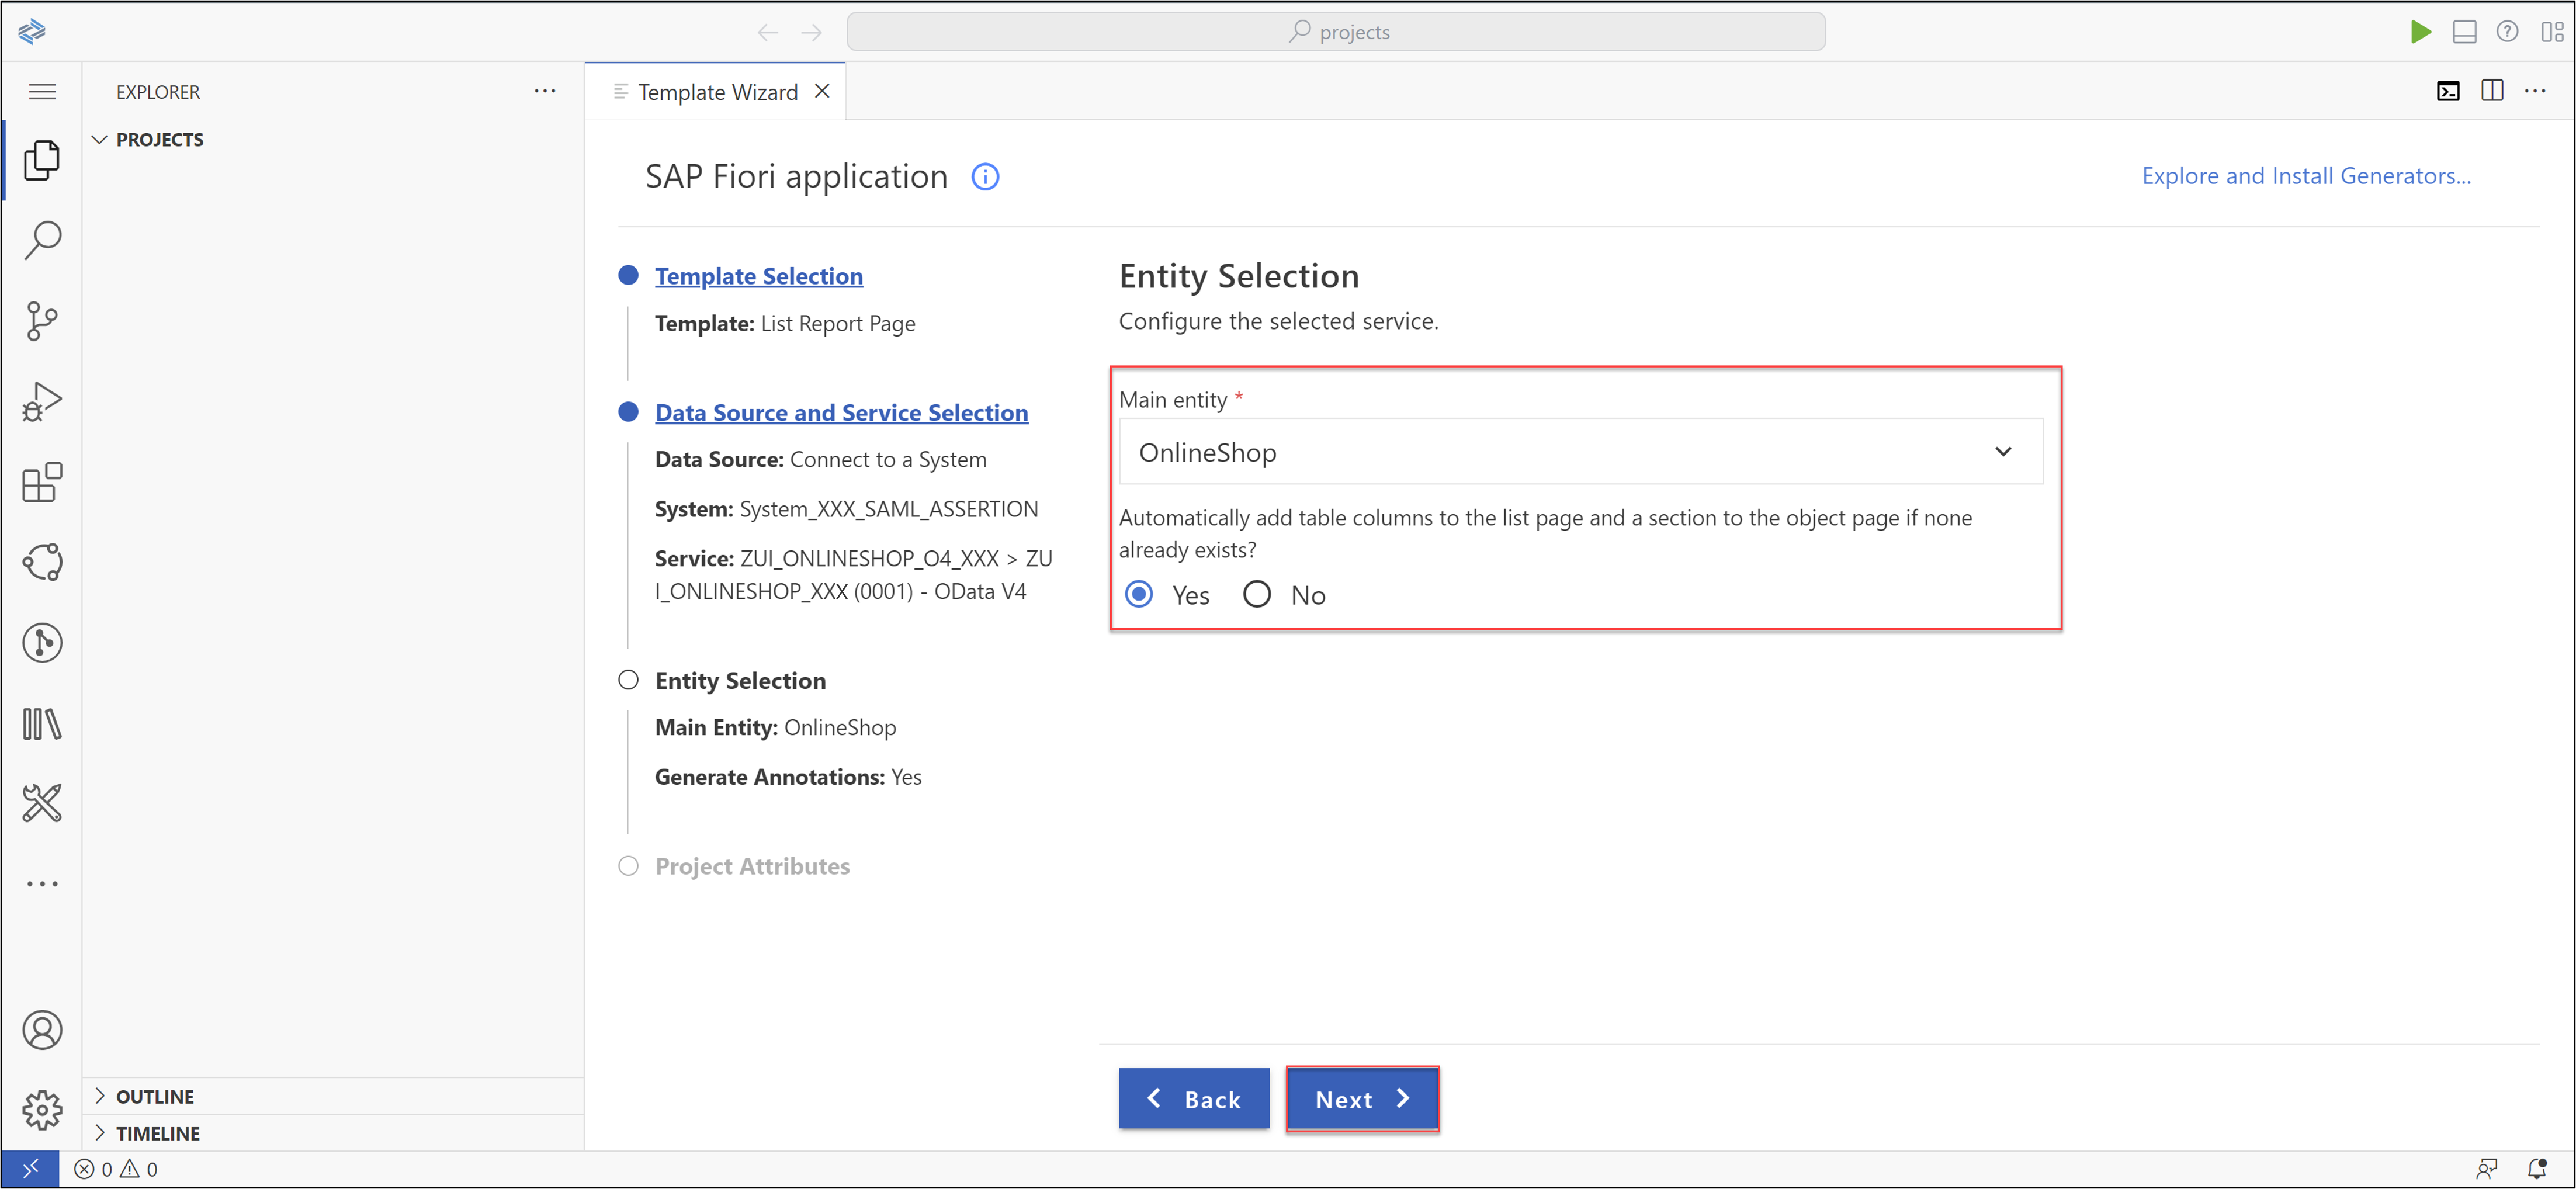 projects
EXPLORER
PROJECTS
OUTLINE
TIMELINE
0 0
Template Wizard
SAP Fiori application
Explore and Install Generators...
Template Selection
Template: List Report Page
Data Source and Service Selection
Data Source: Connect to a System
System: System_XXX_SAML_ASSERTION
Service: ZUI_ONLINESHOP_O4_XXX > ZU
I_ONLINESHOP_XXX (0001) - OData V4
Entity Selection
Main Entity: OnlineShop
Generate Annotations: Yes
Project Attributes
Entity Selection
Configure the selected service.
Main entity *
OnlineShop
Automatically add table columns to the list page and a section to the object page if none
already exists?
Yes No
Back Next